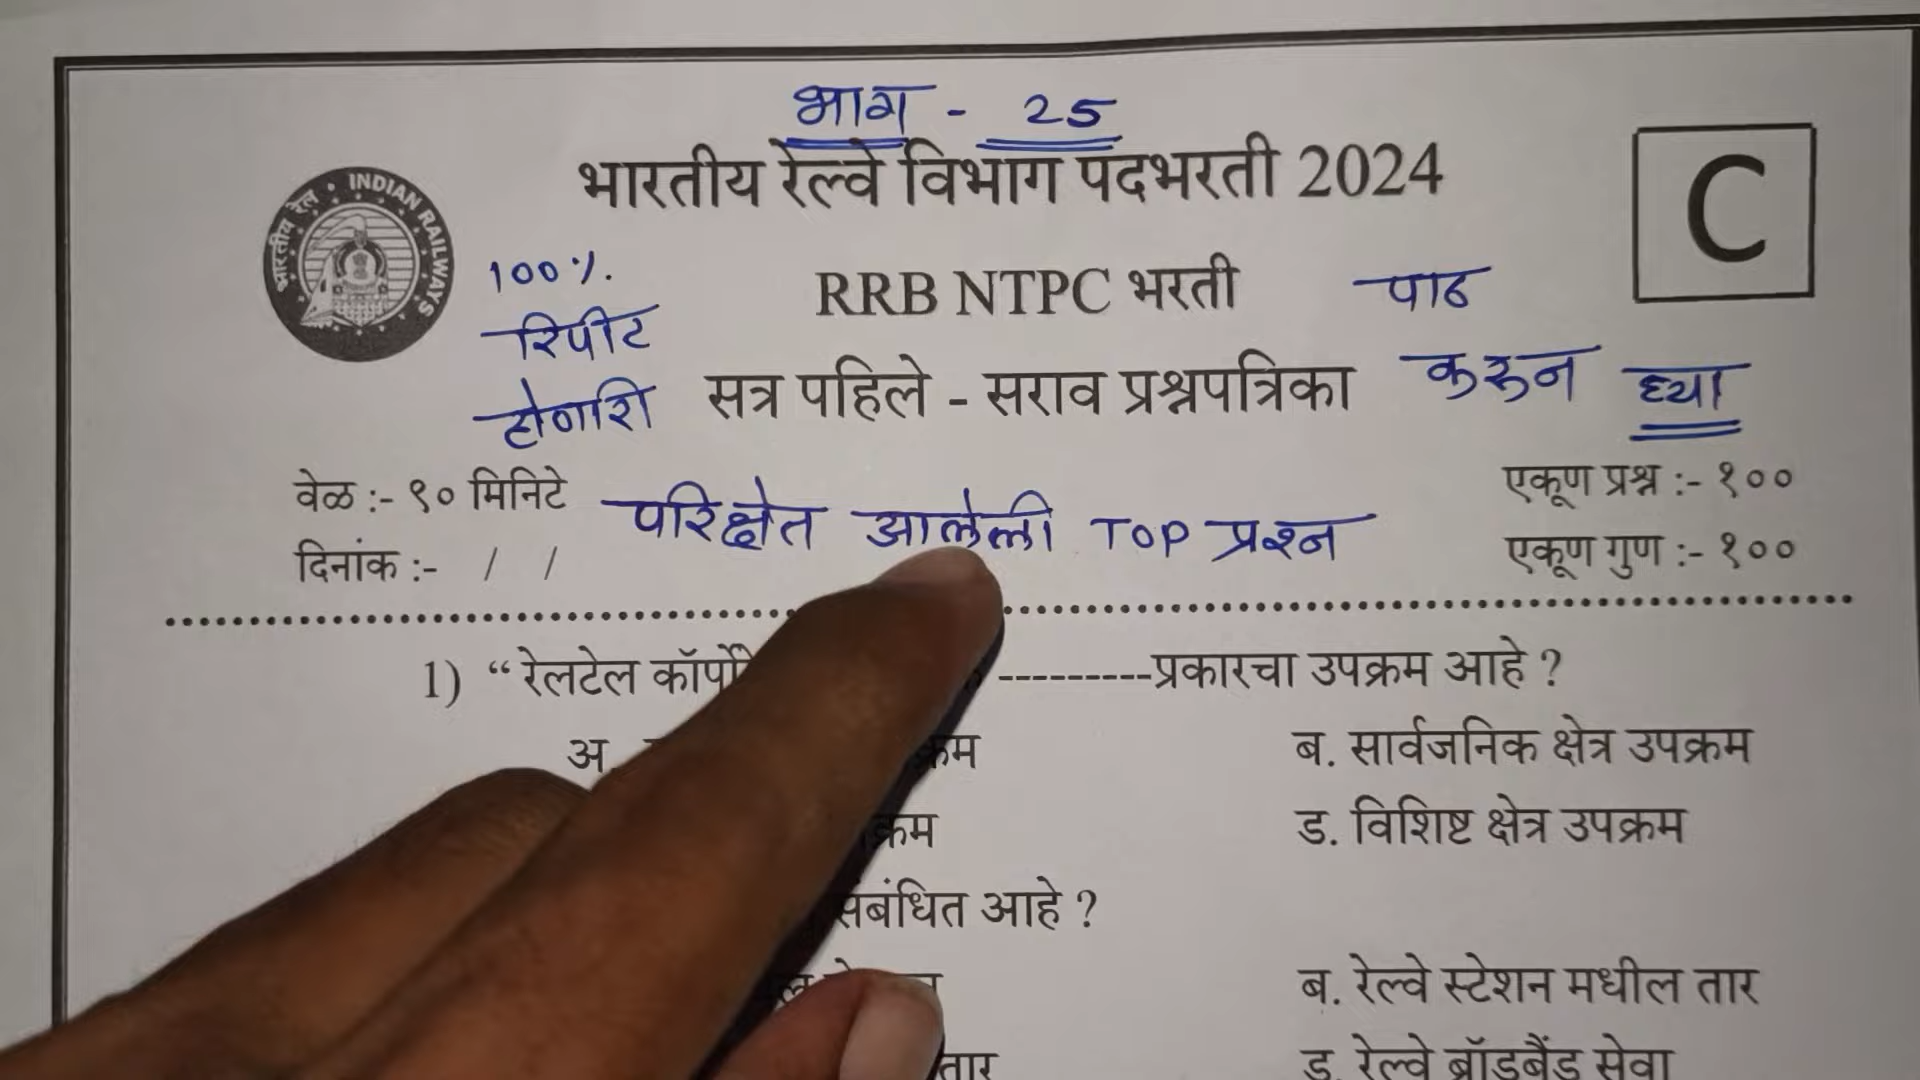 भाग - 25
भारतीय रेल्वे विभाग पदभरती 2024
C
भारतीय रेल • INDIAN RAILWAYS
100%.
रिपीट
होणारी
RRB NTPC भरती
पाठ
करून घ्या
सत्र पहिले - सराव प्रश्नपत्रिका
वेळ :- ९० मिनिटे
एकूण प्रश्न :- १००
परिक्षेत आलेली TOP प्रश्न
दिनांक :- / /
एकूण गुण :- १००
1) “ रेलटेल ---------प्रकारचा उपक्रम आहे ?
अ.
ब. सार्वजनिक क्षेत्र उपक्रम
ड. विशिष्ट क्षेत्र उपक्रम
संबंधित आहे ?
ब. रेल्वे स्टेशन मधील तार
तार
ड. रेल्वे ब्रॉडबँड सेवा